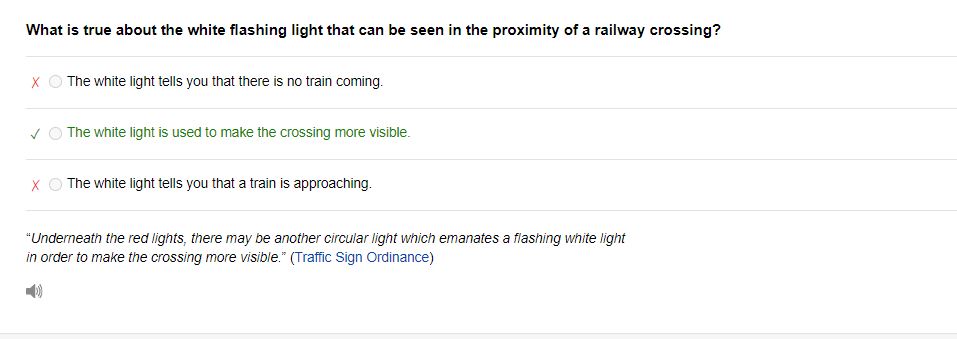 What is true about the white flashing light that can be seen in the proximity of a railway crossing?
✗ The white light tells you that there is no train coming.
✓ The white light is used to make the crossing more visible.
✗ The white light tells you that a train is approaching.
“Underneath the red lights, there may be another circular light which emanates a flashing white light
in order to make the crossing more visible.” (Traffic Sign Ordinance)